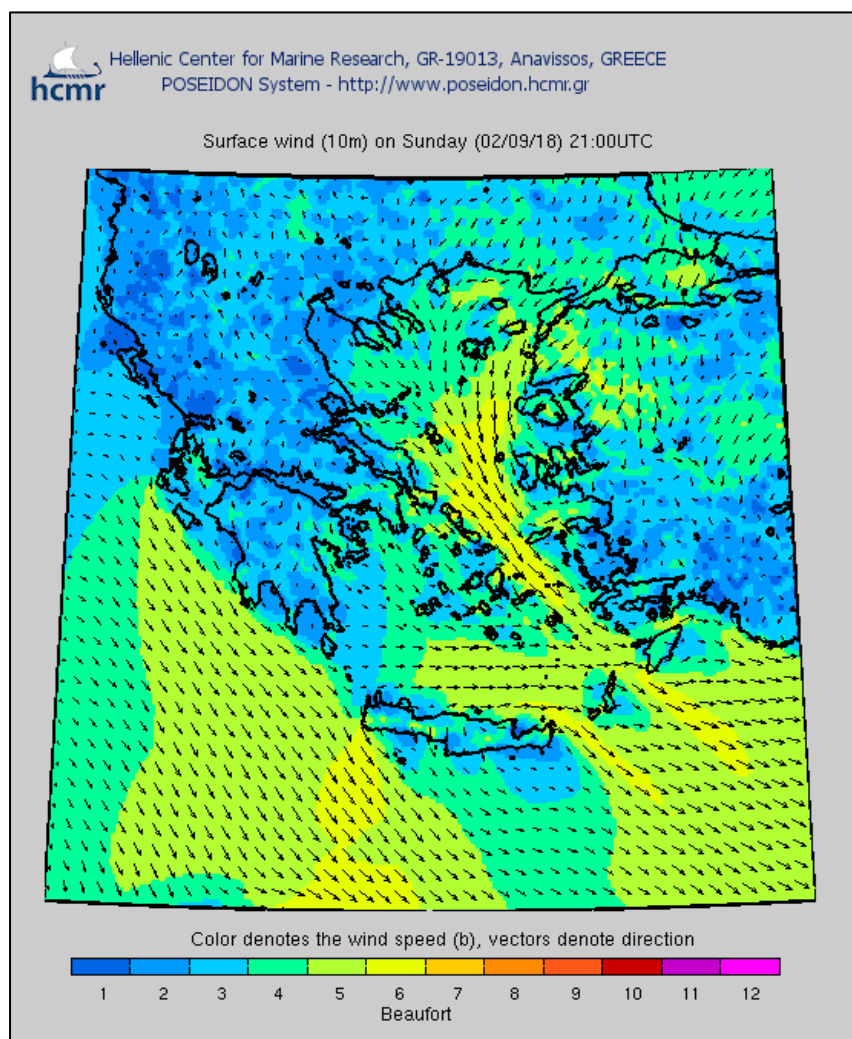 Hellenic Center for Marine Research, GR-19013, Anavissos, GREECE
hcmr
POSEIDON System - http://www.poseidon.hcmr.gr
Surface wind (10m) on Sunday (02/09/18) 21:00UTC
Color denotes the wind speed (b), vectors denote direction
1 2 3 4 5 6 7 8 9 10 11 12
Beaufort